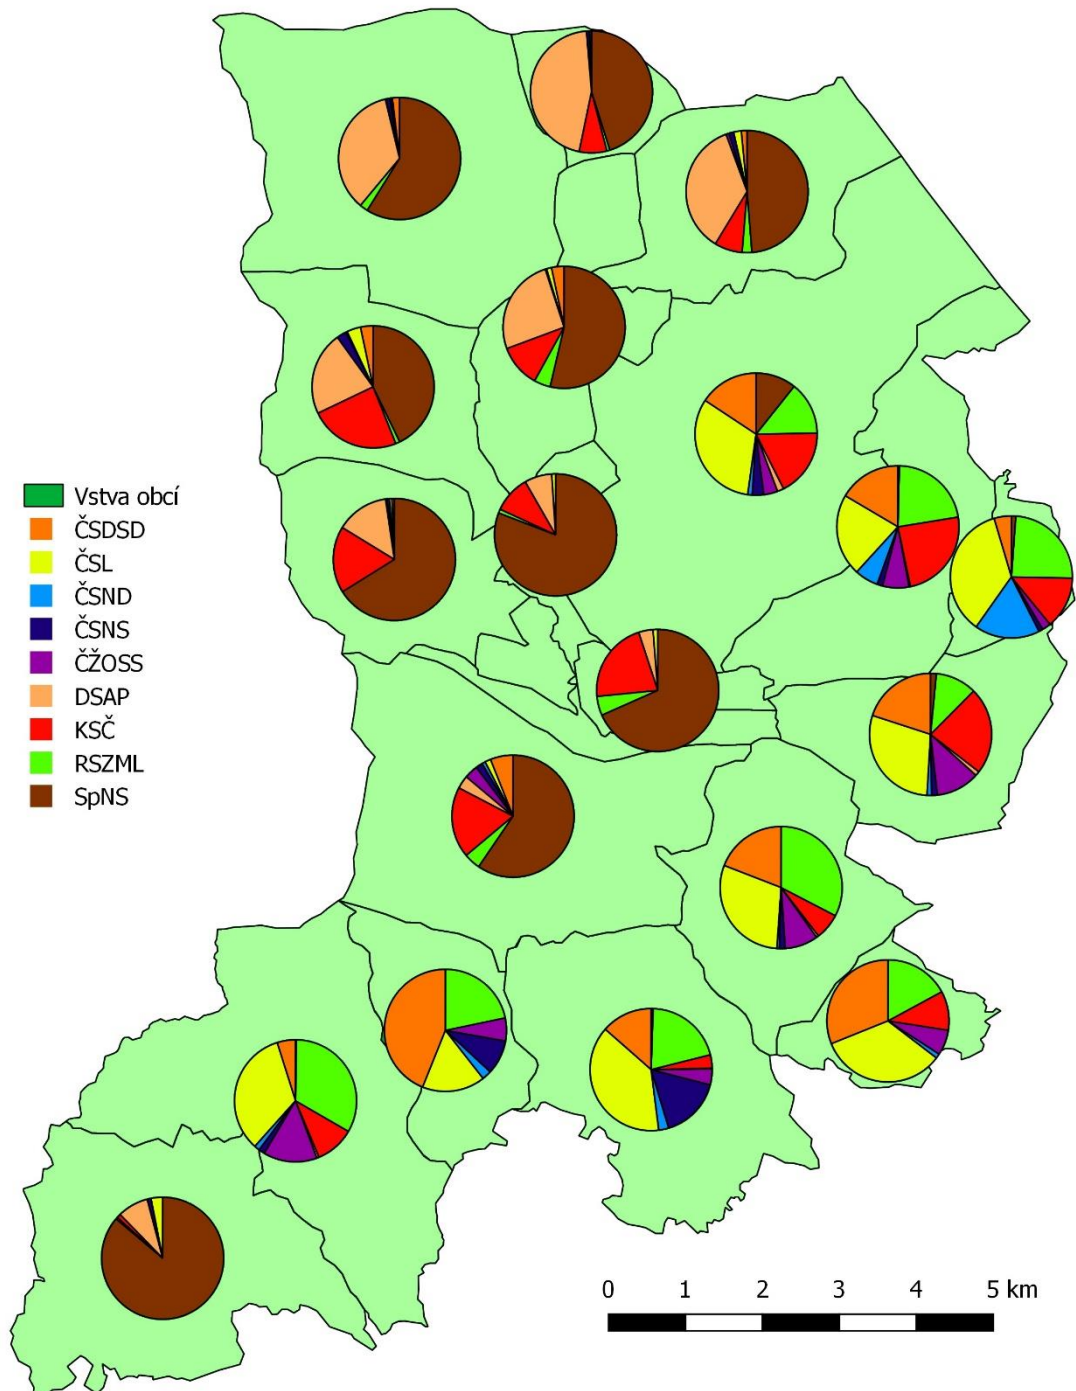 Vstva obcí
ČSDSD
ČSL
ČSND
ČSNS
ČŽOSS
DSAP
KSČ
RSZML
SpNS
0 1 2 3 4 5 km